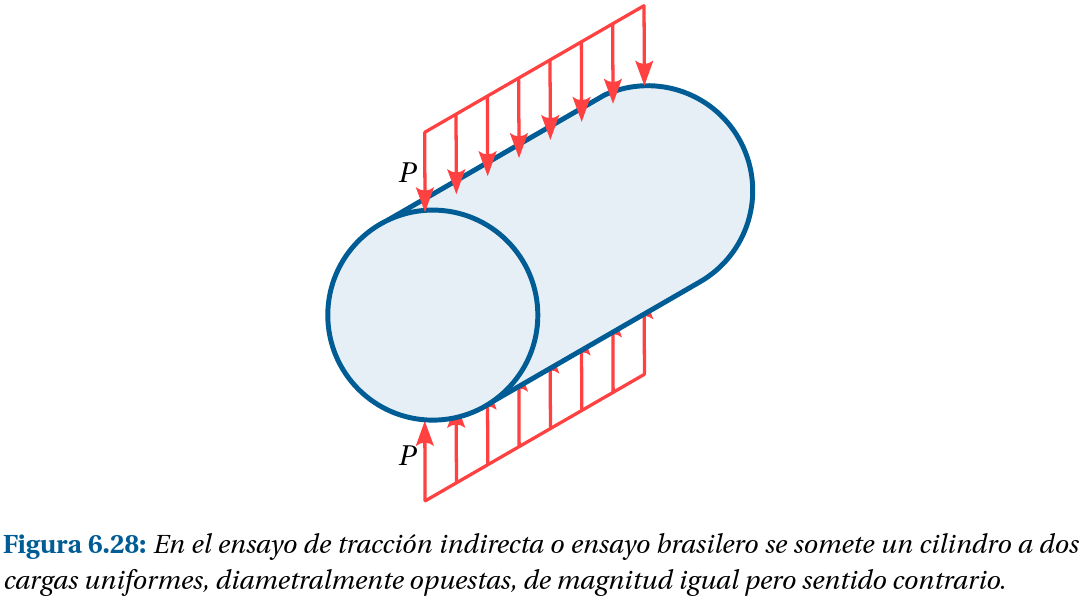 P
P
Figura 6.28: En el ensayo de tracción indirecta o ensayo brasilero se somete un cilindro a dos
cargas uniformes, diametralmente opuestas, de magnitud igual pero sentido contrario.